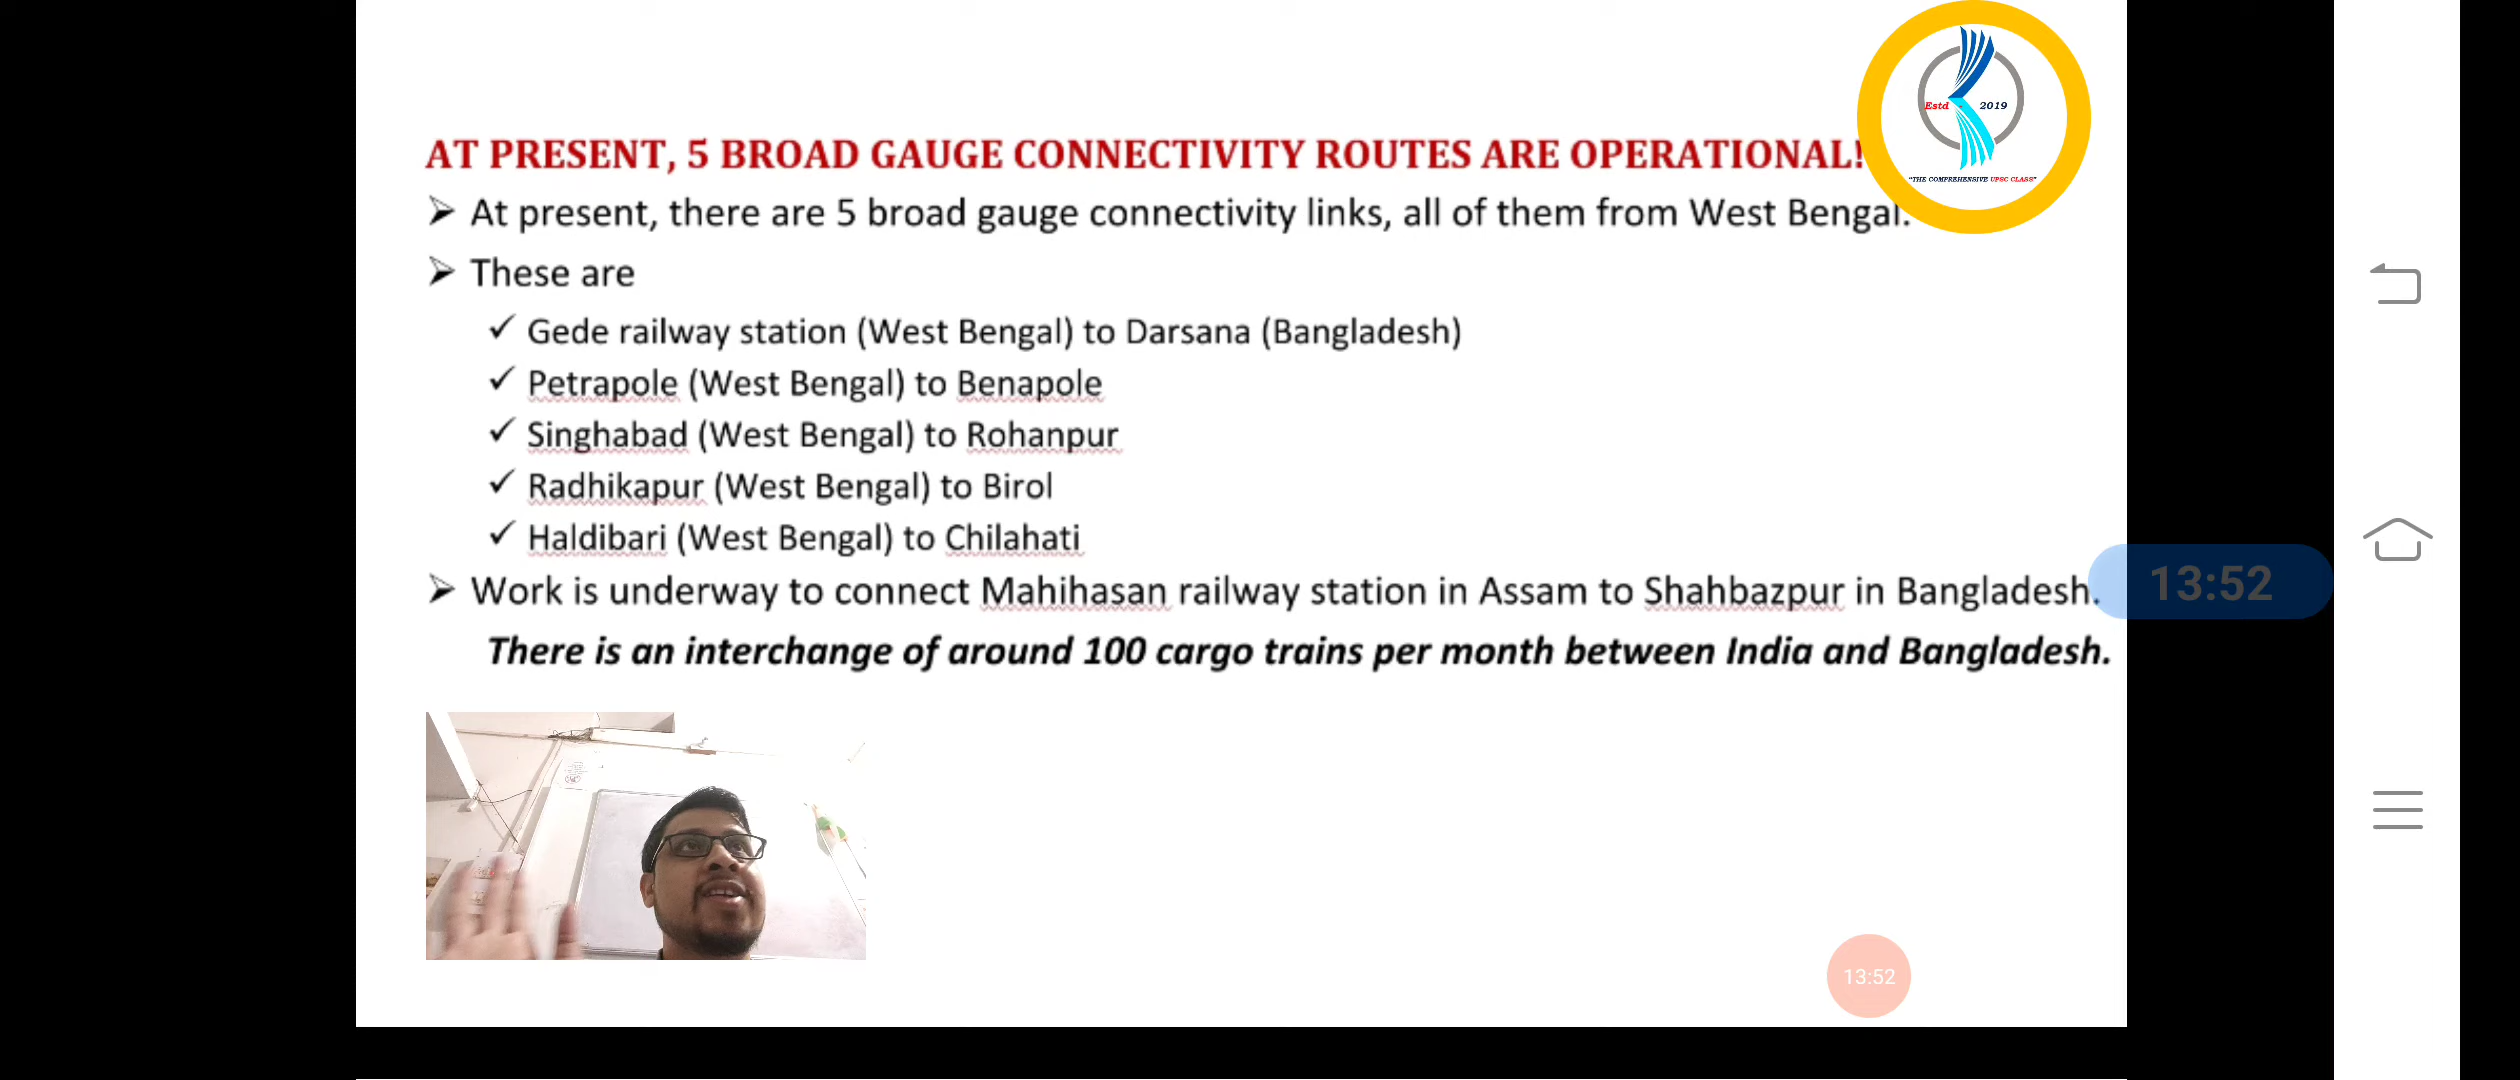 Estd - 2019
"THE COMPREHENSIVE UPSC CLASS"
AT PRESENT, 5 BROAD GAUGE CONNECTIVITY ROUTES ARE OPERATIONAL!
➢ At present, there are 5 broad gauge connectivity links, all of them from West Bengal.
➢ These are
✓ Gede railway station (West Bengal) to Darsana (Bangladesh)
✓ Petrapole (West Bengal) to Benapole
✓ Singhabad (West Bengal) to Rohanpur
✓ Radhikapur (West Bengal) to Birol
✓ Haldibari (West Bengal) to Chilahati
➢ Work is underway to connect Mahihasan railway station in Assam to Shahbazpur in Bangladesh.
There is an interchange of around 100 cargo trains per month between India and Bangladesh.
13:52
13:52